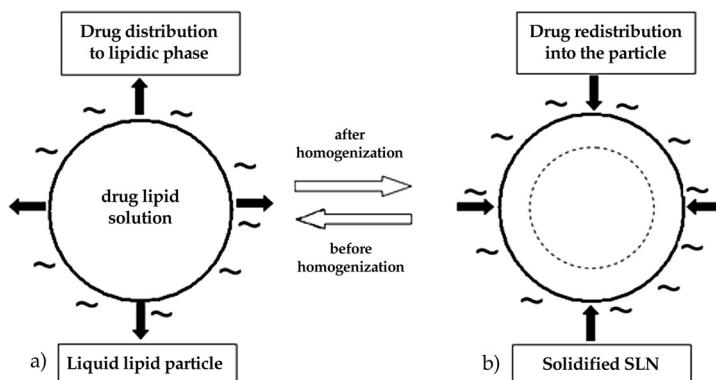 Drug distribution
to lipidic phase
drug lipid
solution
a)
Liquid lipid particle
after
homogenization
before
homogenization
Drug redistribution
into the particle
b)
Solidified SLN